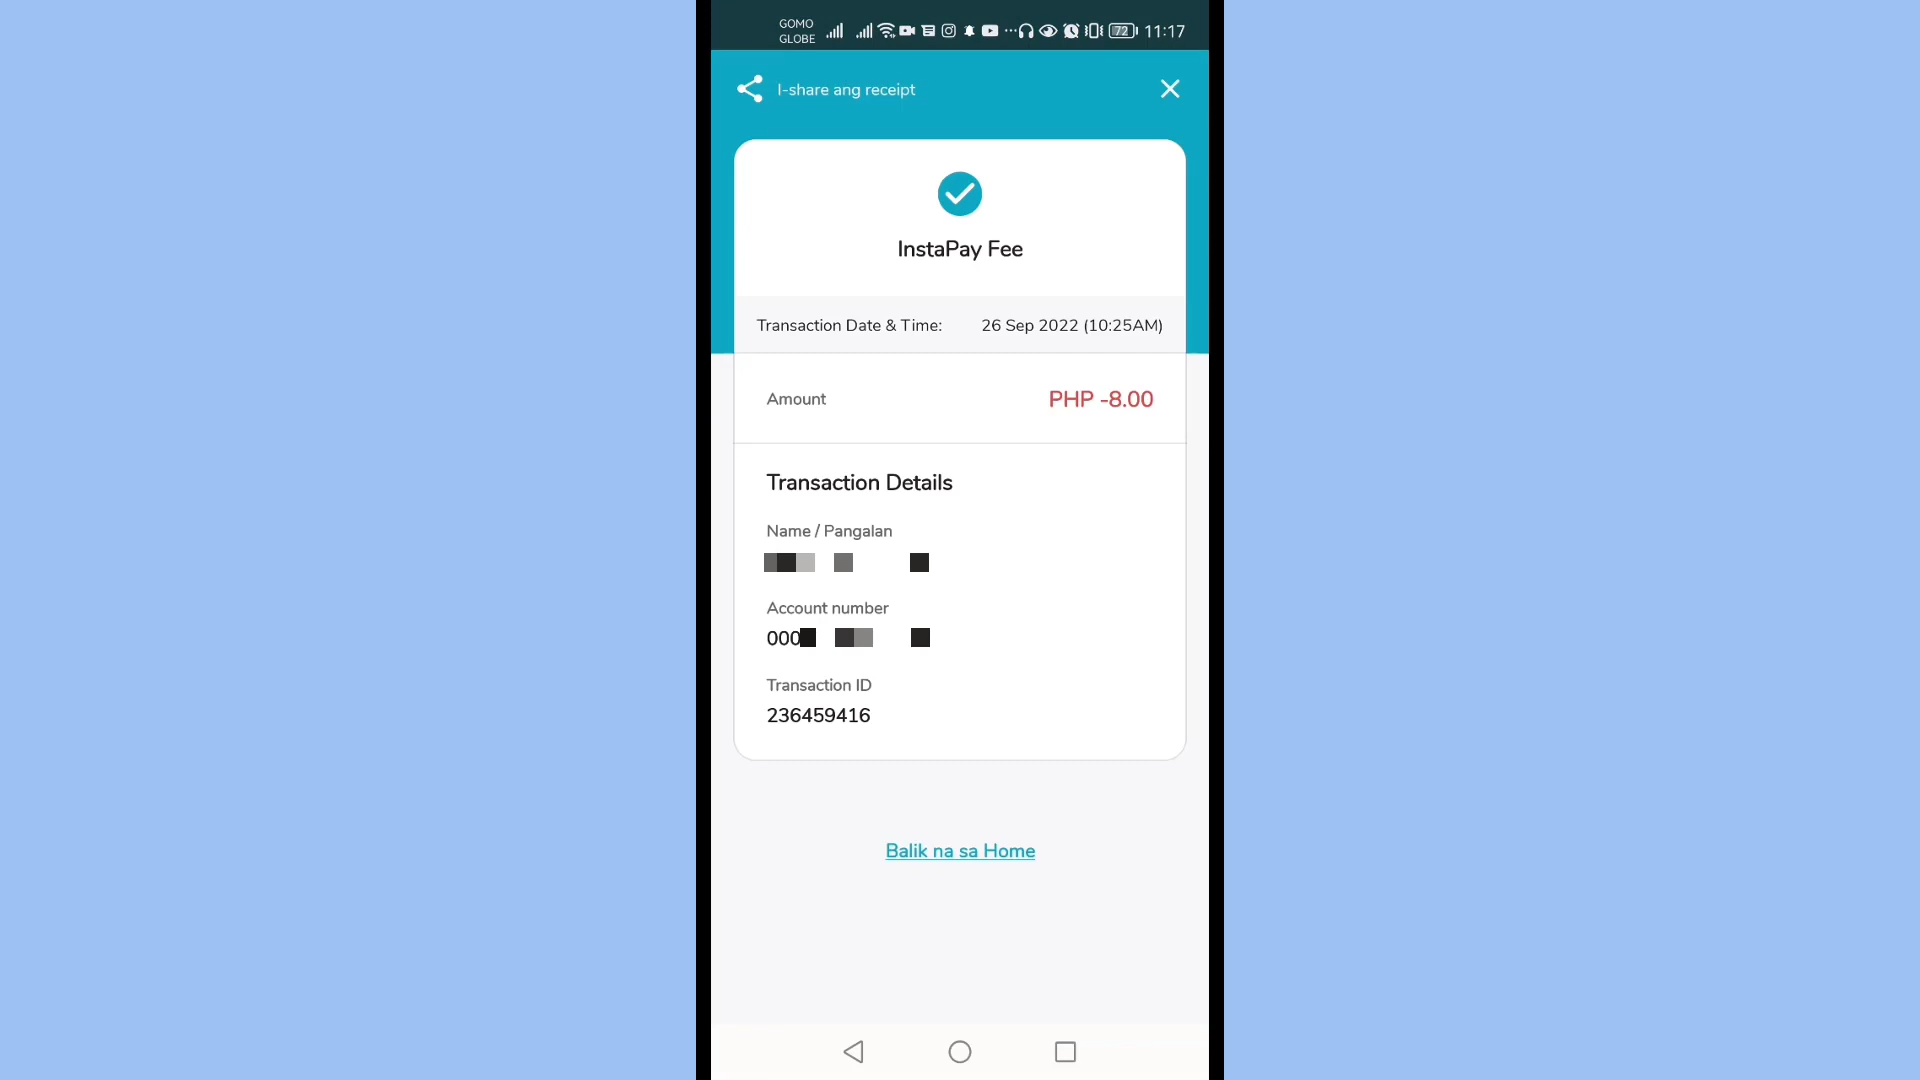 GOMO
GLOBE
72 11:17
I-share ang receipt
InstaPay Fee
Transaction Date & Time: 26 Sep 2022 (10:25AM)
Amount PHP -8.00
Transaction Details
Name / Pangalan
Account number
000
Transaction ID
236459416
Balik na sa Home